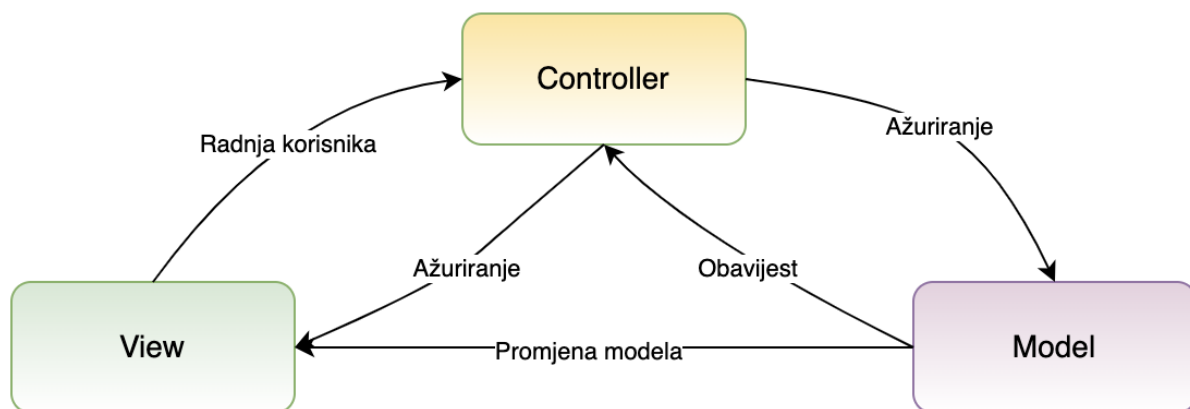 Controller
Ažuriranje
Radnja korisnika
Ažuriranje
Obavijest
View
Promjena modela
Model